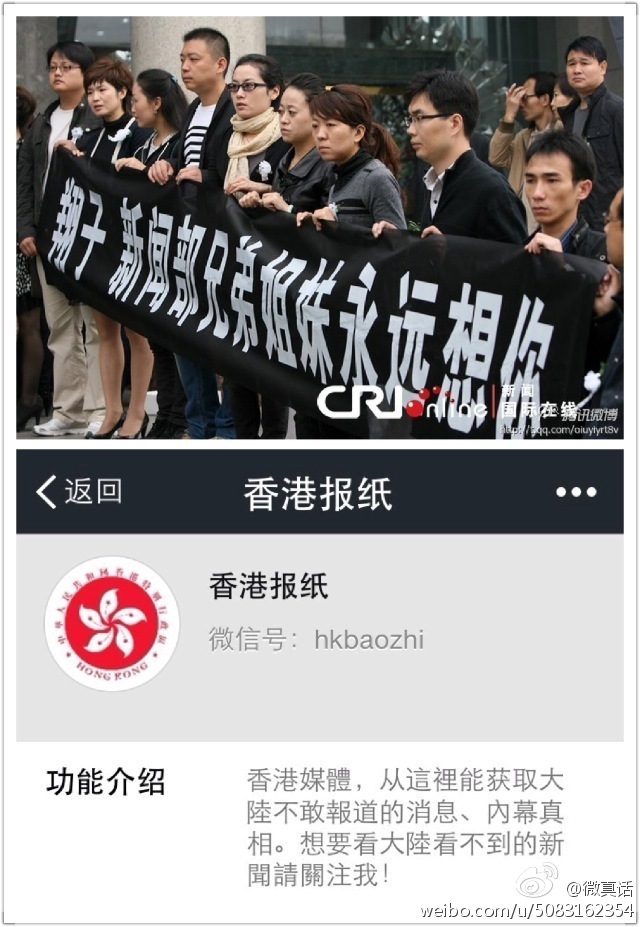 翔子 新闻部兄弟姐妹永远想你
CRI Online 新闻
国际在线
腾讯微博
返回
香港报纸
•••
中華人民共和國香港特別行政區
HONG KONG
香港报纸
微信号：hkbaozhi
功能介绍
香港媒體，从這裡能获取大
陸不敢報道的消息、內幕真
相。想要看大陸看不到的新
聞請關注我！
@微真话
weibo.com/u/5083162354